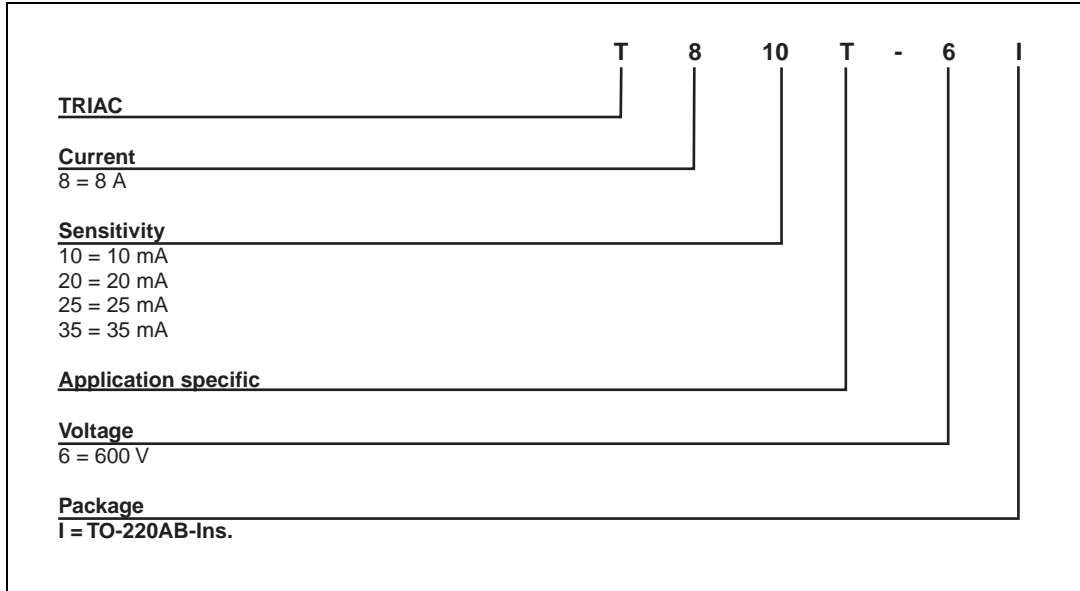 T 8 10 T - 6 I
TRIAC
Current
8 = 8 A
Sensitivity
10 = 10 mA
20 = 20 mA
25 = 25 mA
35 = 35 mA
Application specific
Voltage
6 = 600 V
Package
I = TO-220AB-Ins.